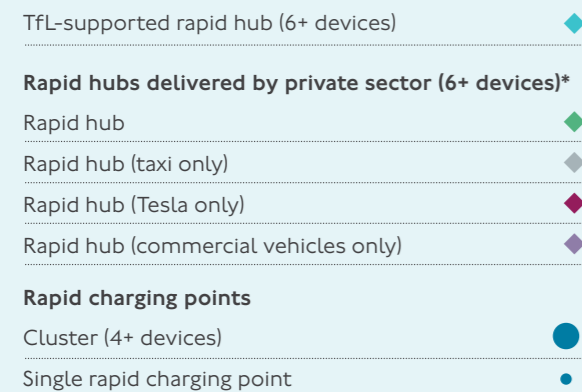 TfL-supported rapid hub (6+ devices)
Rapid hubs delivered by private sector (6+ devices)*
Rapid hub
Rapid hub (taxi only)
Rapid hub (Tesla only)
Rapid hub (commercial vehicles only)
Rapid charging points
Cluster (4+ devices)
Single rapid charging point